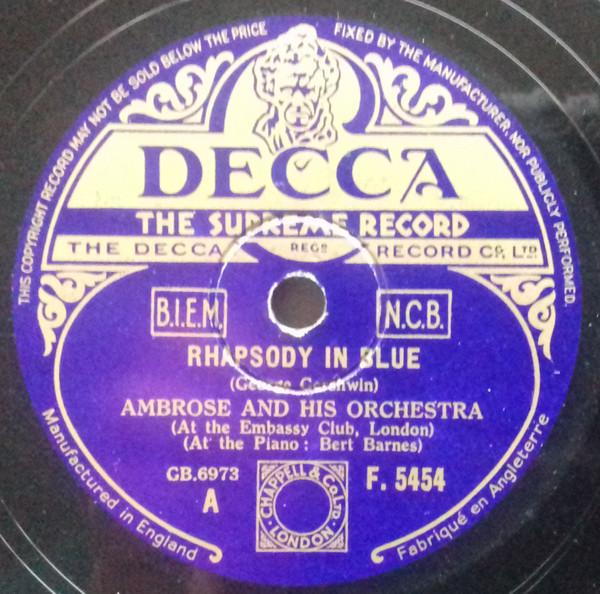 THIS COPYRIGHT RECORD MAY NOT BE SOLD BELOW THE PRICE FIXED BY THE MANUFACTURER, NOR PUBLICLY PERFORMED.
DECCA
THE SUPREME RECORD
THE DECCA REGD RECORD CO, LTD
B.I.E.M. N.C.B.
RHAPSODY IN BLUE
(George Gershwin)
AMBROSE AND HIS ORCHESTRA
(At the Embassy Club, London)
(At the Piano : Bert Barnes)
GB.6973
A
CHAPPELL & CO. LTD.
LONDON
F. 5454
Manufactured in England
Fabriqué en Angleterre